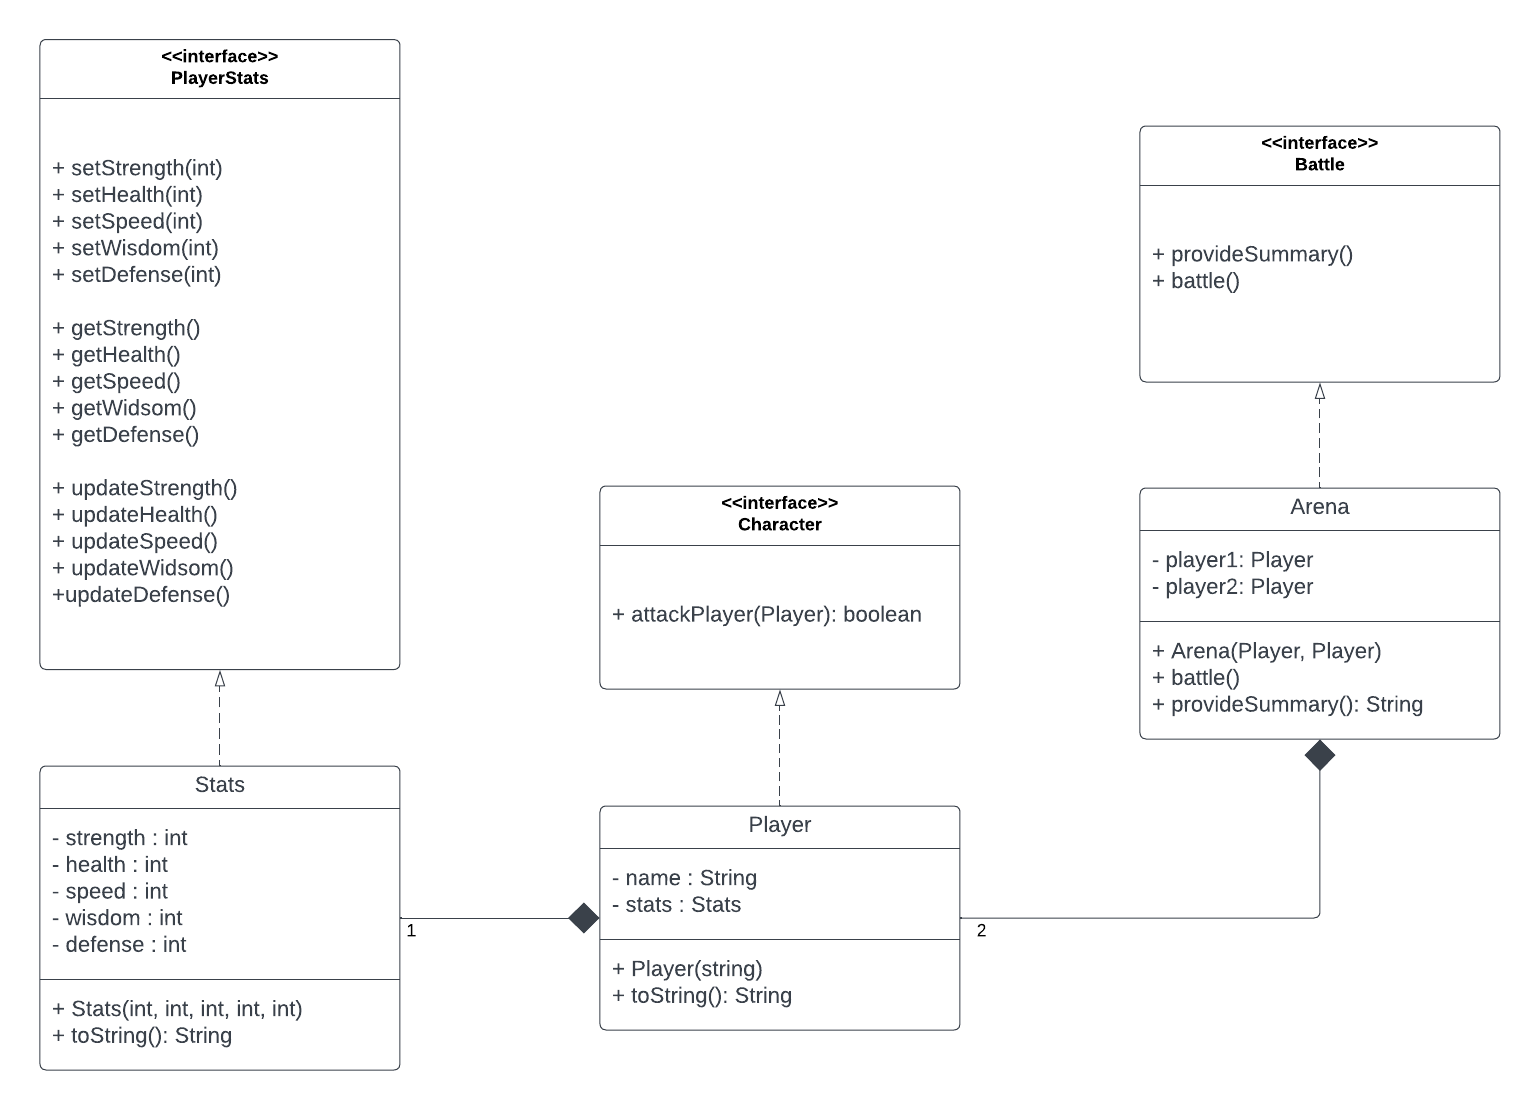 <<interface>>
PlayerStats
+ setStrength(int)
+ setHealth(int)
+ setSpeed(int)
+ setWisdom(int)
+ setDefense(int)
+ getStrength()
+ getHealth()
+ getSpeed()
+ getWidsom()
+ getDefense()
+ updateStrength()
+ updateHealth()
+ updateSpeed()
+ updateWidsom()
+updateDefense()
Stats
- strength : int
- health : int
- speed : int
- wisdom : int
- defense : int
+ Stats(int, int, int, int, int)
+ toString(): String
1
<<interface>>
Character
+ attackPlayer(Player): boolean
Player
- name : String
- stats : Stats
+ Player(string)
+ toString(): String
2
<<interface>>
Battle
+ provideSummary()
+ battle()
Arena
- player1: Player
- player2: Player
+ Arena(Player, Player)
+ battle()
+ provideSummary(): String